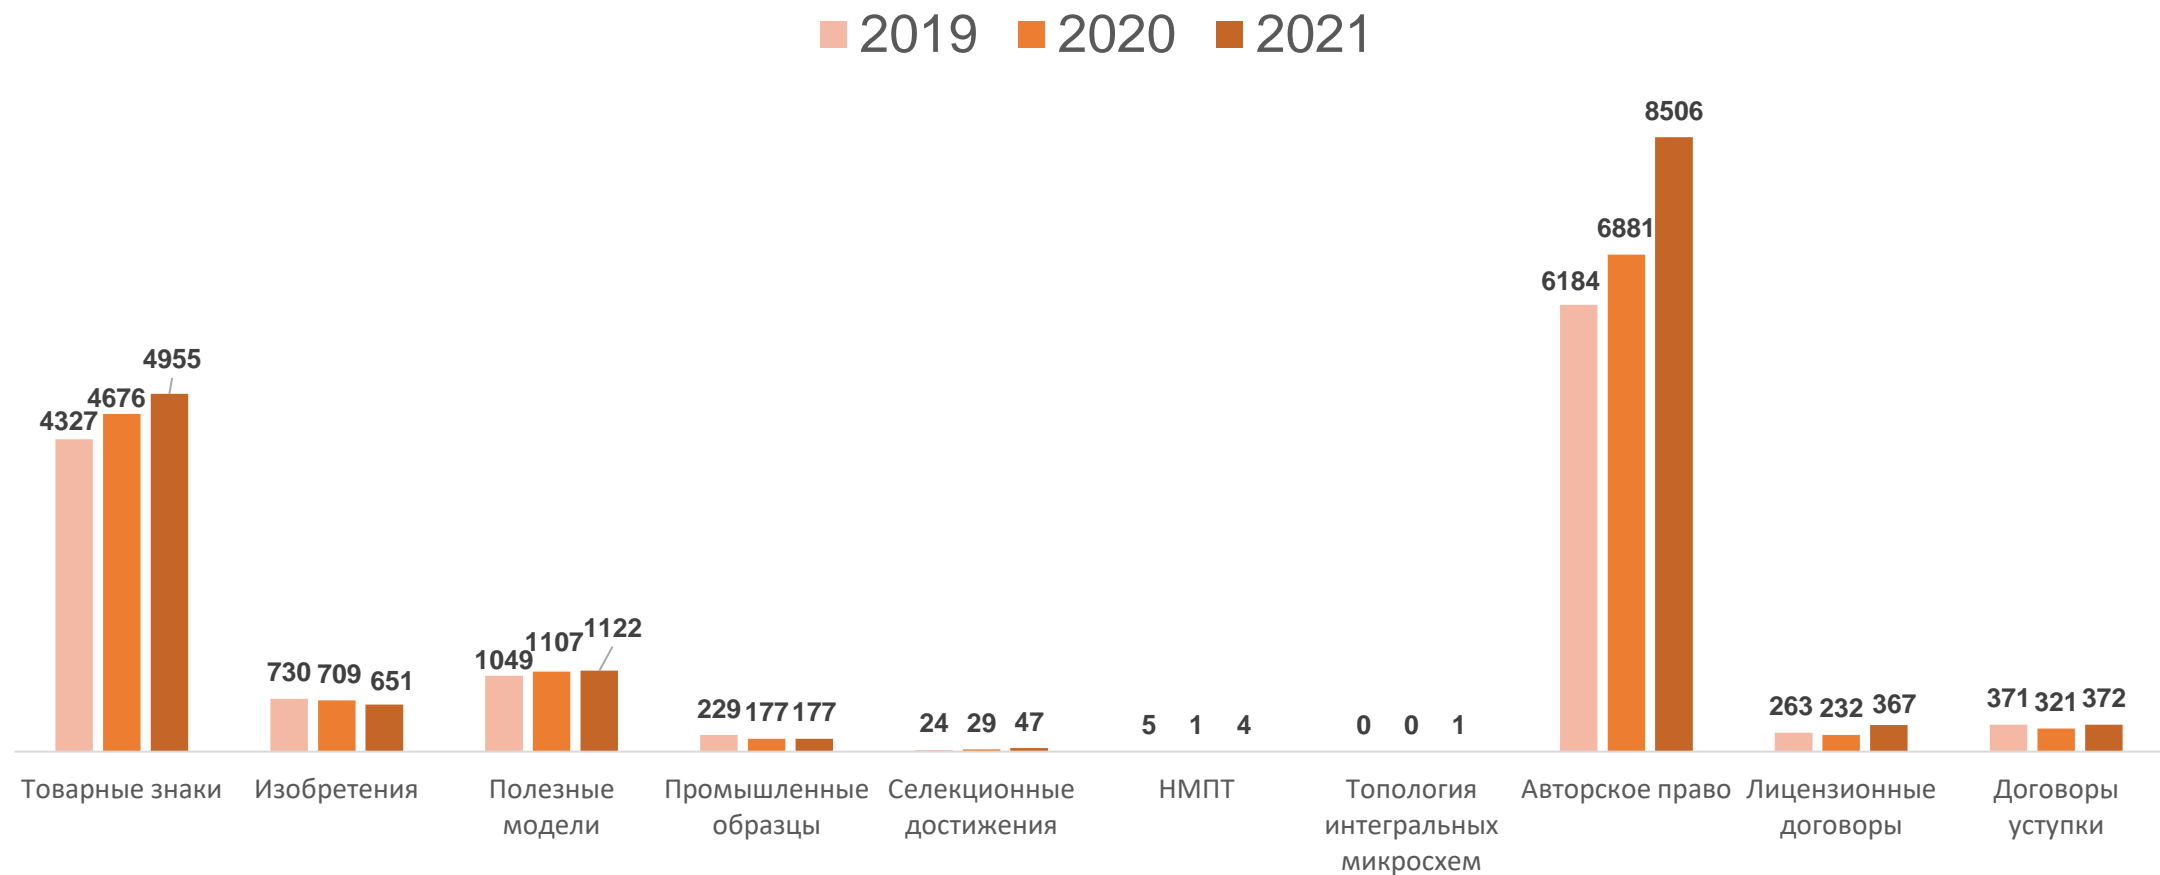 2019 2020 2021
8506
6881
6184
4955
4676
4327
1122
1107
1049
730 709 651
229 177 177
24 29 47
5 1 4
0 0 1
263 232 367
371 321 372
Товарные знаки
Изобретения
Полезные
модели
Промышленные
образцы
Селекционные
достижения
НМПТ
Топология
интегральных
микросхем
Авторское право
Лицензионные
договоры
Договоры
уступки